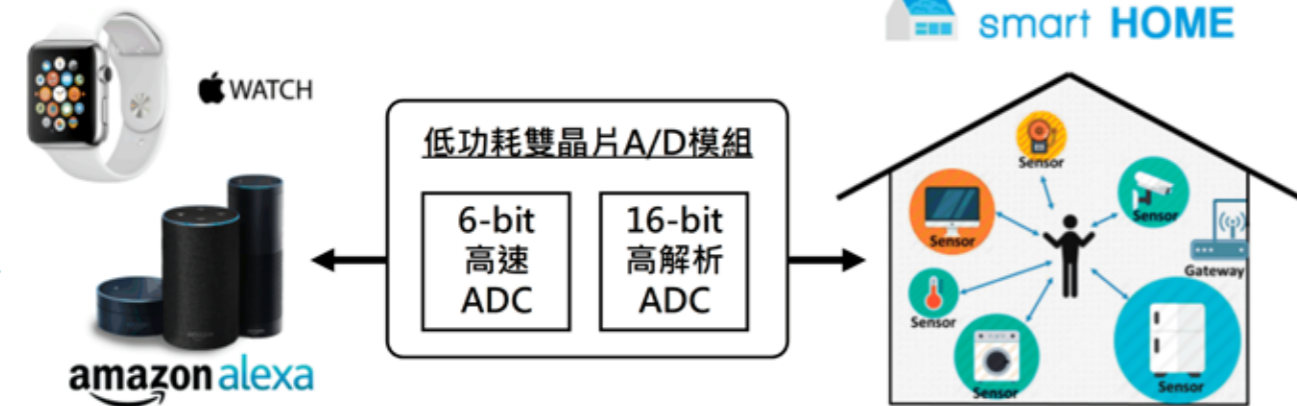 WATCH
amazon alexa
低功耗雙晶片A/D模組
6-bit
高速
ADC
16-bit
高解析
ADC
smart HOME
Sensor
Sensor
Sensor
Gateway
Sensor
Sensor
Sensor